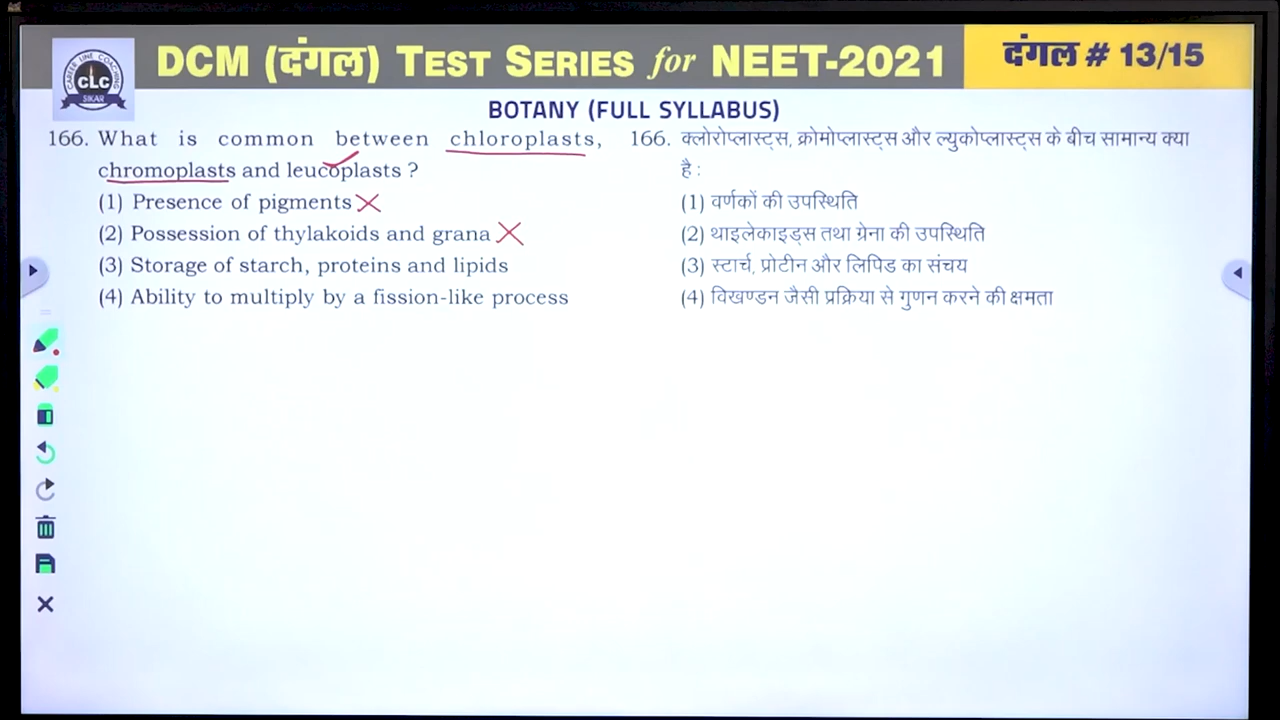 CAREER LINE COACHING
CLC
SIKAR
DCM (दंगल) TEST SERIES for NEET-2021
दंगल # 13/15
BOTANY (FULL SYLLABUS)
166. What is common between chloroplasts,
chromoplasts and leucoplasts ?
(1) Presence of pigments
(2) Possession of thylakoids and grana
(3) Storage of starch, proteins and lipids
(4) Ability to multiply by a fission-like process
166. क्लोरोप्लास्ट्स, क्रोमोप्लास्ट्स और ल्युकोप्लास्ट्स के बीच सामान्य क्या
है :
(1) वर्णकों की उपस्थिति
(2) थाइलेकाइड्स तथा ग्रेना की उपस्थिति
(3) स्टार्च, प्रोटीन और लिपिड का संचय
(4) विखण्डन जैसी प्रक्रिया से गुणन करने की क्षमता